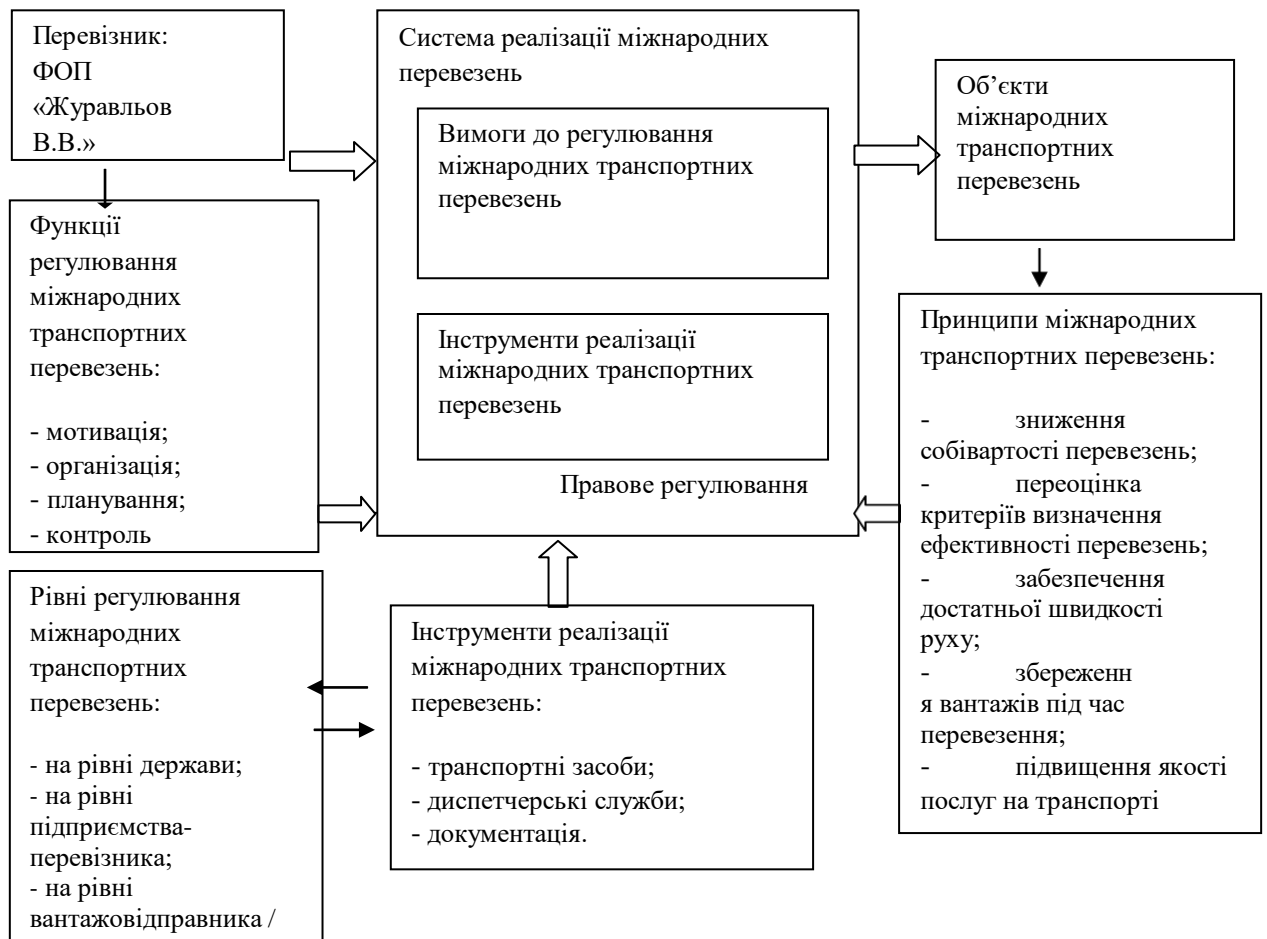 Перевізник:
ФОП
«Журавльов
В.В.»
Функції
регулювання
міжнародних
транспортних
перевезень:
- мотивація;
- організація;
- планування;
- контроль
Рівні регулювання
міжнародних
транспортних
перевезень:
- на рівні держави;
- на рівні
підприємства-
перевізника;
- на рівні
вантажовідправника /
Система реалізації міжнародних
перевезень
Вимоги до регулювання
міжнародних транспортних
перевезень
Інструменти реалізації
міжнародних транспортних
перевезень
Правове регулювання
Інструменти реалізації
міжнародних транспортних
перевезень:
- транспортні засоби;
- диспетчерські служби;
- документація.
Об’єкти
міжнародних
транспортних
перевезень
Принципи міжнародних
транспортних перевезень:
- зниження
собівартості перевезень;
- переоцінка
критеріїв визначення
ефективності перевезень;
- забезпечення
достатньої швидкості
руху;
- збереженн
я вантажів під час
перевезення;
- підвищення якості
послуг на транспорті